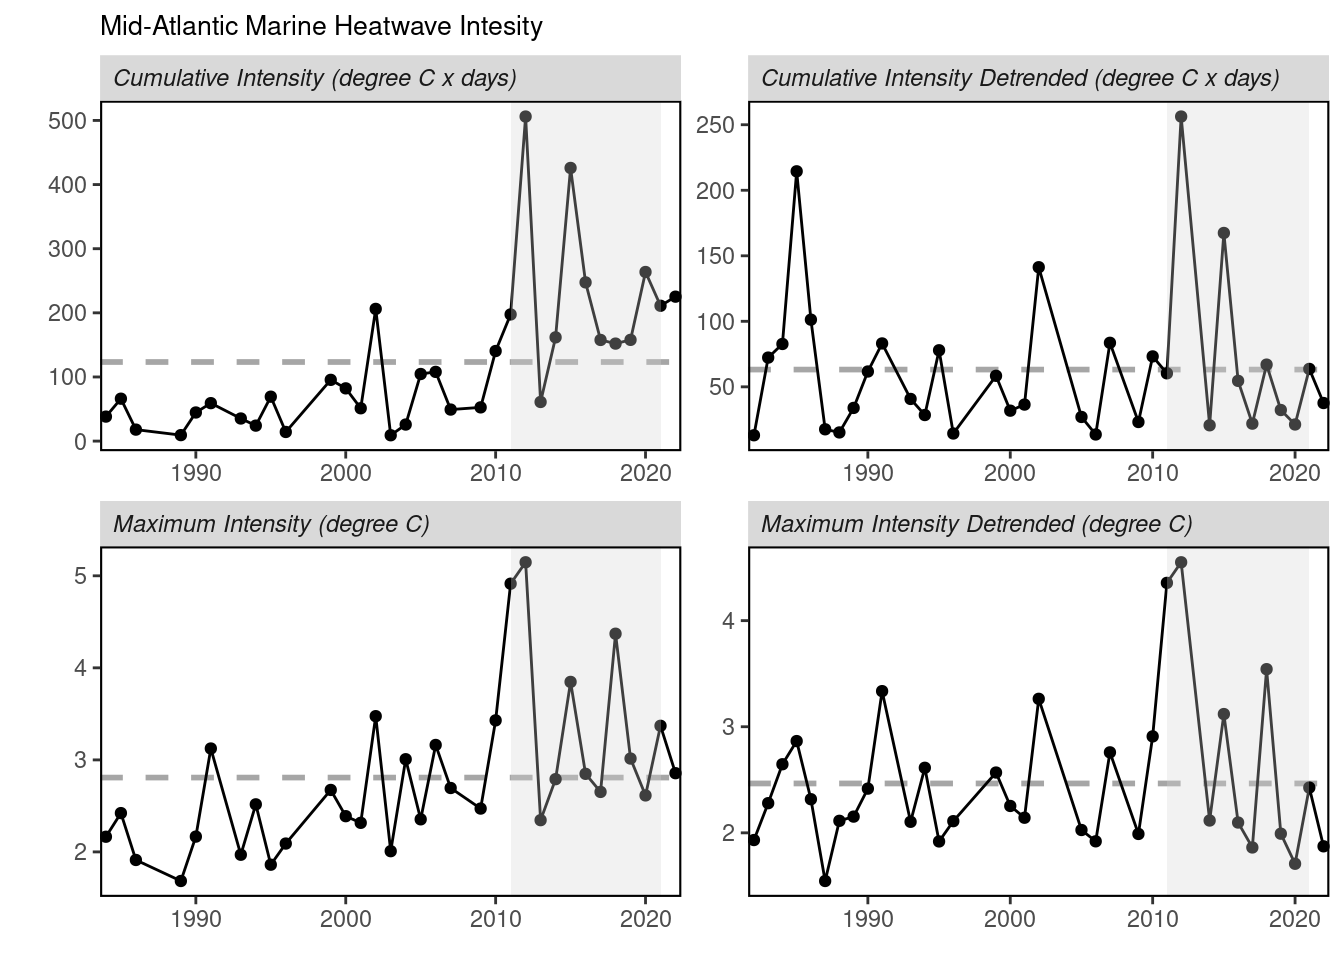 Mid-Atlantic Marine Heatwave Intesity
Cumulative Intensity (degree C x days)
500
400
300
200
100
0
1990 2000 2010 2020
Cumulative Intensity Detrended (degree C x days)
250
200
150
100
50
1990 2000 2010 2020
Maximum Intensity (degree C)
5
4
3
2
1990 2000 2010 2020
Maximum Intensity Detrended (degree C)
4
3
2
1990 2000 2010 2020